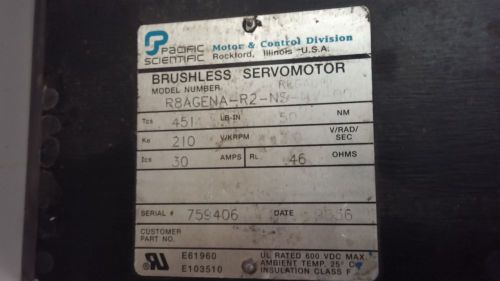 PACIFIC SCIENTIFIC
Motor & Control Division
Rockford, Illinois U.S.A.
BRUSHLESS SERVOMOTOR
MODEL NUMBER
R8AGENA-R2-NS-
Tcs 451 LB-IN 50 NM
Ke 210 V/KRPM V/RAD/SEC
Ics 30 AMPS RL .46 OHMS
SERIAL # 759406 DATE
CUSTOMER
PART NO.
E61960 UL RATED 600 VDC MAX.
E103510 AMBIENT TEMP. 25° C
INSULATION CLASS F